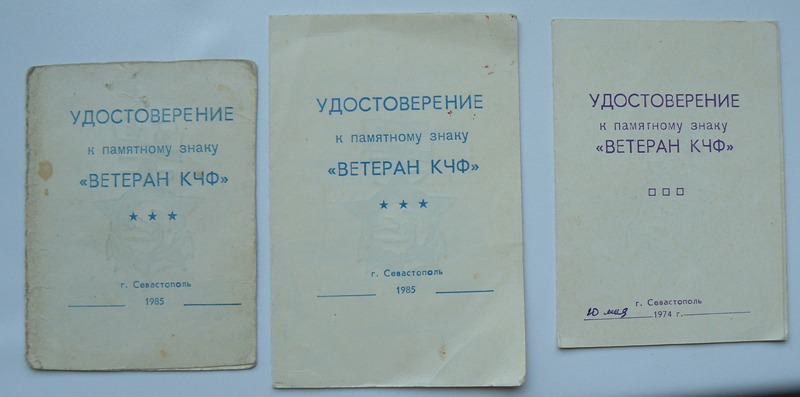 УДОСТОВЕРЕНИЕ
к памятному знаку
«ВЕТЕРАН КЧФ»
г. Севастополь
1985
УДОСТОВЕРЕНИЕ
к памятному знаку
«ВЕТЕРАН КЧФ»
г. Севастополь
1985
УДОСТОВЕРЕНИЕ
к памятному знаку
«ВЕТЕРАН КЧФ»
г. Севастополь
10 мая 1974 г.